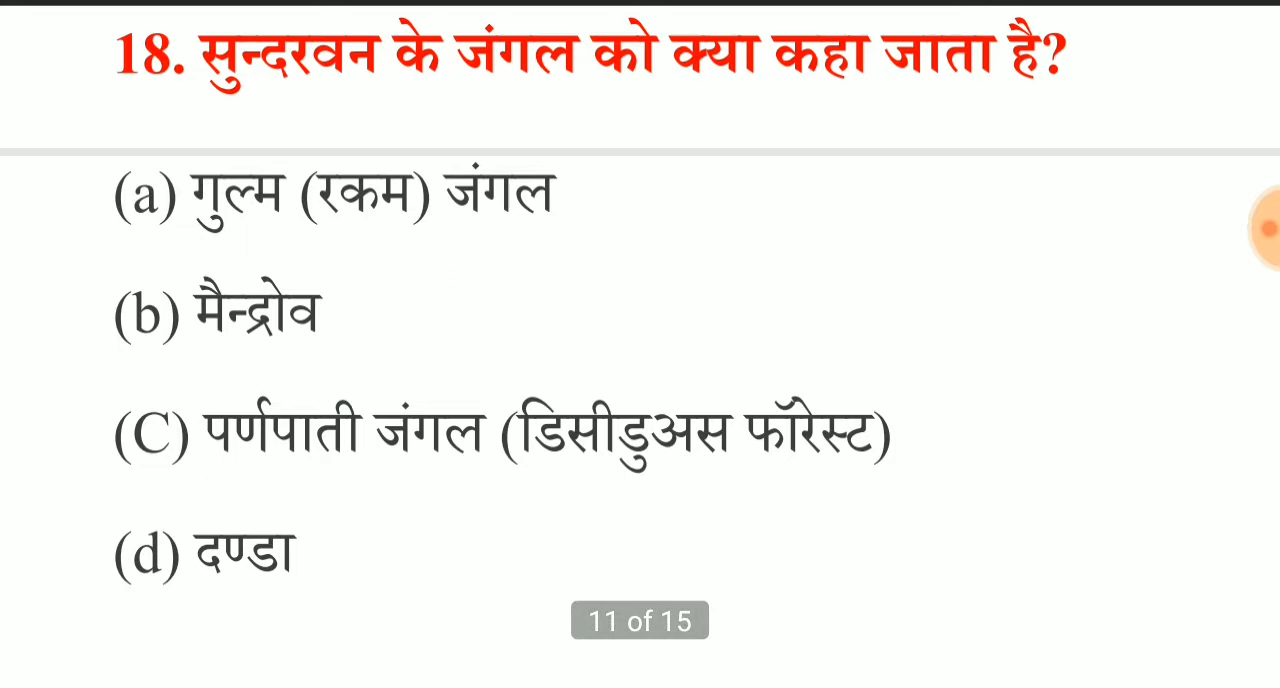 18. सुन्दरवन के जंगल को क्या कहा जाता है?
(a) गुल्म (रकम) जंगल
(b) मैन्द्रोव
(C) पर्णपाती जंगल (डिसीडुअस फॉरेस्ट)
(d) दण्डा
11 of 15